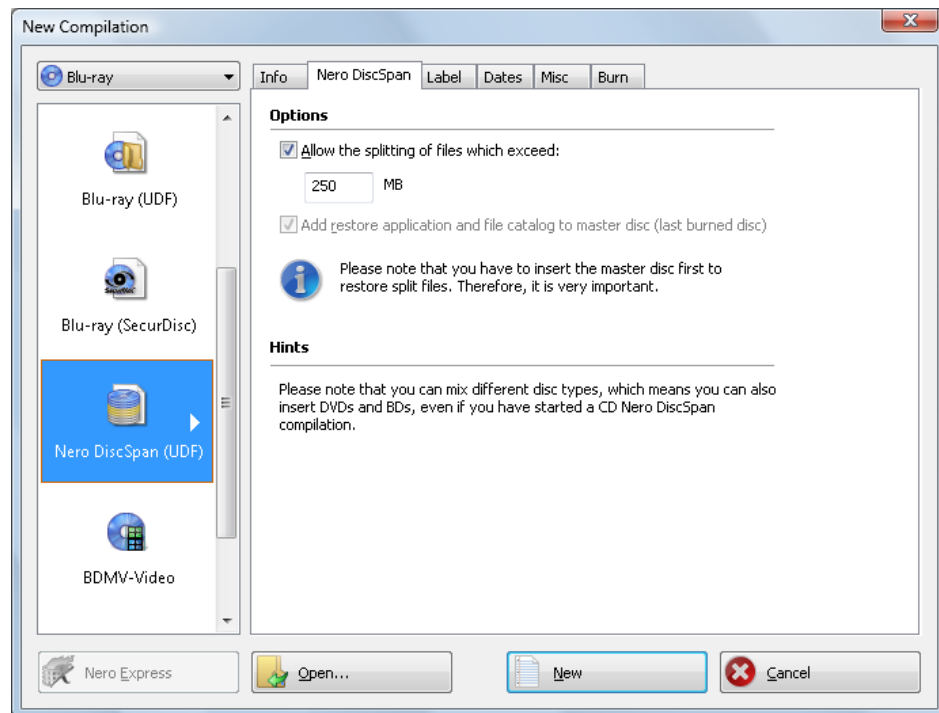 New Compilation
Blu-ray
Info
Nero DiscSpan
Label
Dates
Misc
Burn
Blu-ray (UDF)
Blu-ray (SecurDisc)
Nero DiscSpan (UDF)
BDMV-Video
Options
Allow the splitting of files which exceed:
250 MB
Add restore application and file catalog to master disc (last burned disc)
Please note that you have to insert the master disc first to
restore split files. Therefore, it is very important.
Hints
Please note that you can mix different disc types, which means you can also
insert DVDs and BDs, even if you have started a CD Nero DiscSpan
compilation.
Nero Express
Open...
New
Cancel